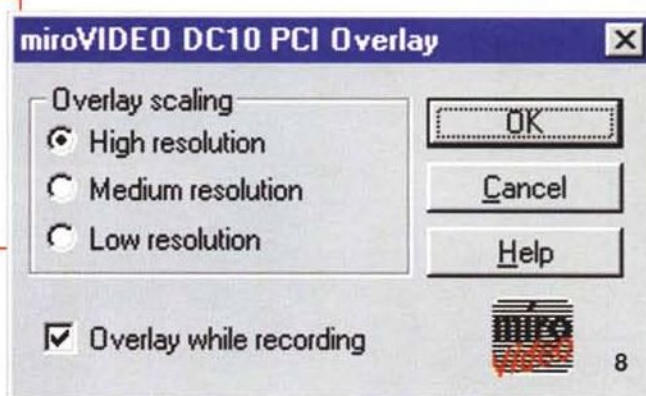 miroVIDEO DC10 PCI Overlay
Overlay scaling
High resolution
Medium resolution
Low resolution
OK
Cancel
Help
Overlay while recording
miro
video
8